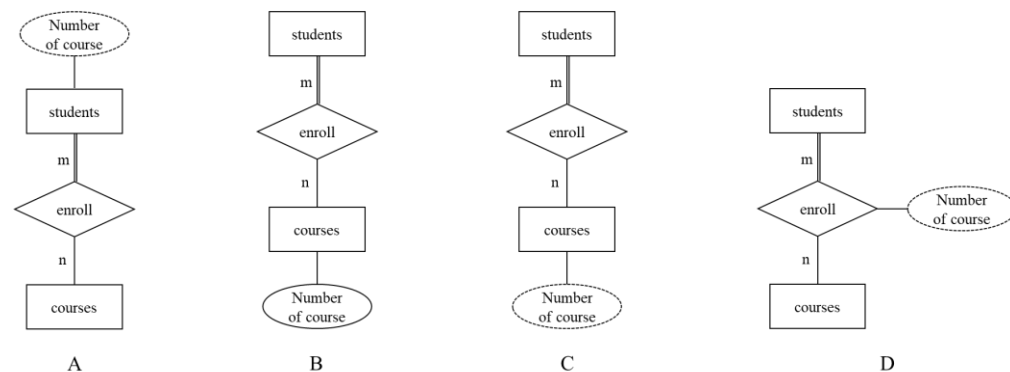 Number
of course
students
m
enroll
n
courses
A
students
m
enroll
n
courses
Number
of course
B
students
m
enroll
n
courses
Number
of course
C
students
m
enroll
Number
of course
n
courses
D